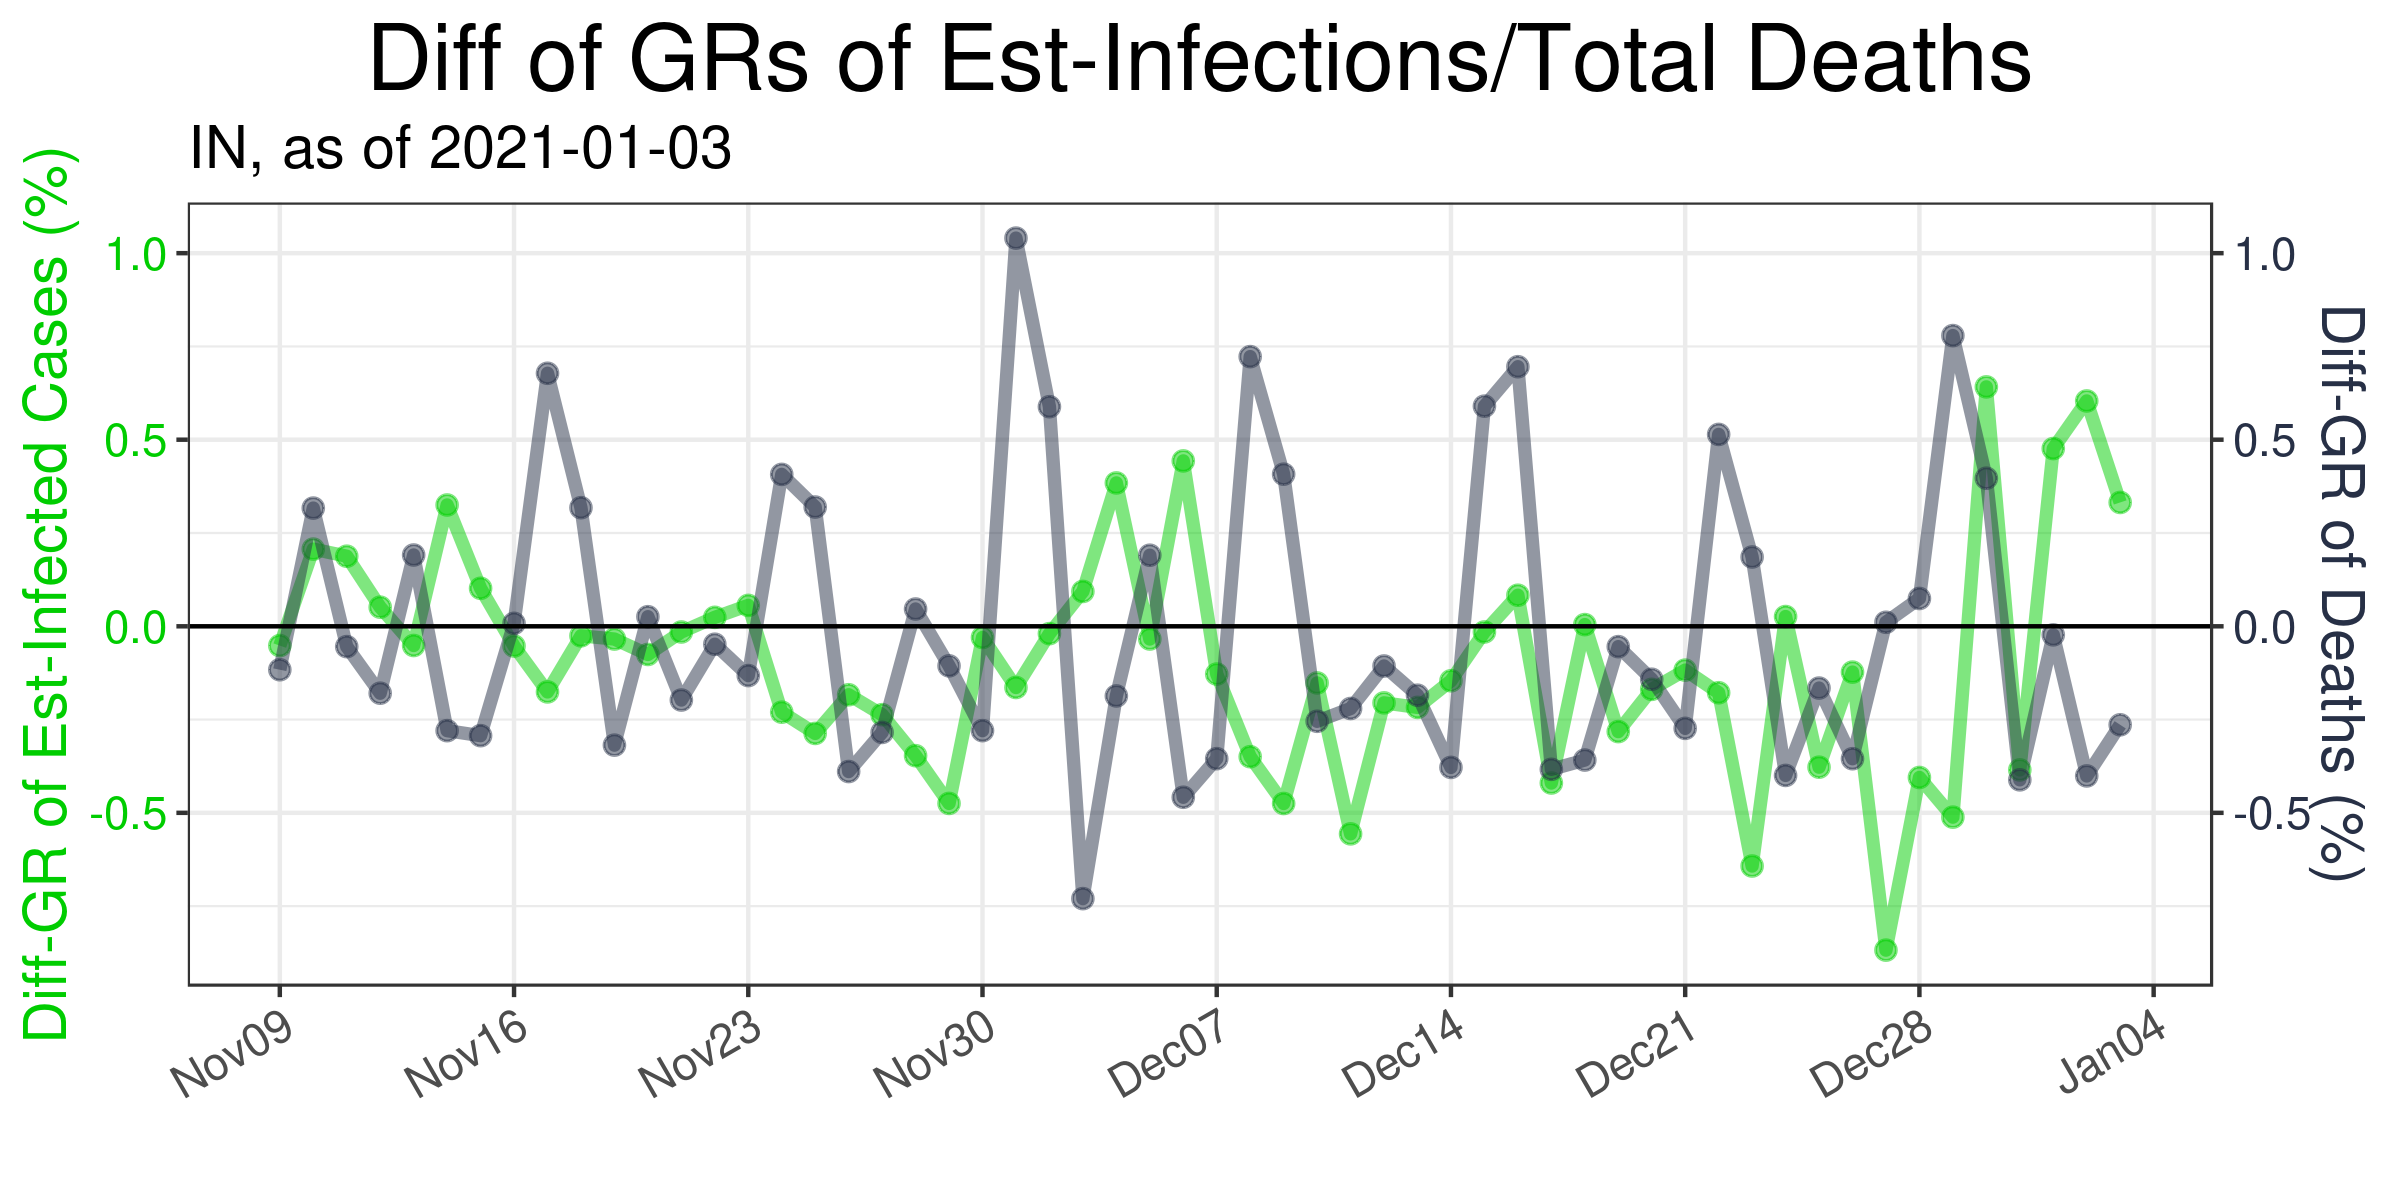 Diff of GRs of Est-Infections/Total Deaths
IN, as of 2021-01-03
Diff-GR of Est-Infected Cases (%)
1.0
0.5
0.0
-0.5
1.0
0.5
0.0
-0.5
Diff-GR of Deaths (%)
Nov09
Nov16
Nov23
Nov30
Dec07
Dec14
Dec21
Dec28
Jan04